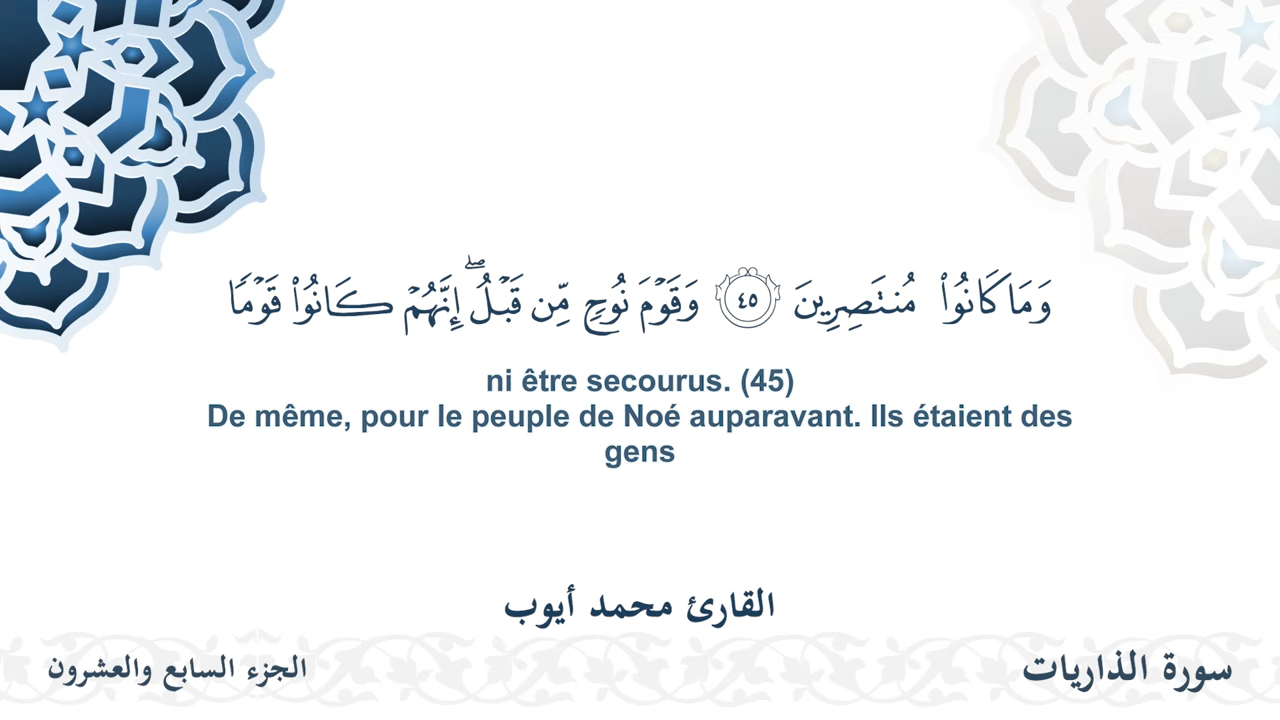 وَمَا كَانُوا۟ مُنتَصِرِينَ ٤٥ وَقَوْمَ نُوحٍ مِّن قَبْلُ ۖ إِنَّهُمْ كَانُوا۟ قَوْمًا
ni être secourus. (45)
De même, pour le peuple de Noé auparavant. Ils étaient des
gens
القارئ محمد أيوب
سورة الذاريات
الجزء السابع والعشرون